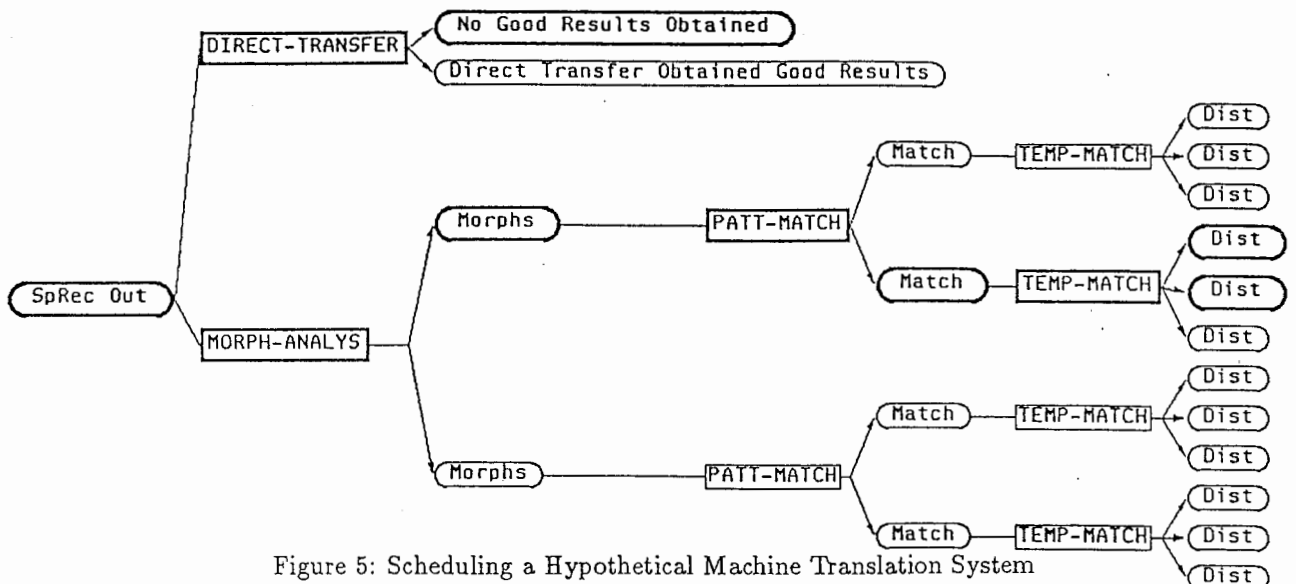 No Good Results Obtained
DIRECT-TRANSFER
Direct Transfer Obtained Good Results
Dist
Match
TEMP-MATCH
Dist
Dist
Morphs
PATT-MATCH
Dist
Match
TEMP-MATCH
Dist
SpRec Out
Dist
MORPH-ANALYS
Dist
Match
TEMP-MATCH
Dist
Dist
Morphs
PATT-MATCH
Dist
Match
TEMP-MATCH
Dist
Figure 5: Scheduling a Hypothetical Machine Translation System
Dist